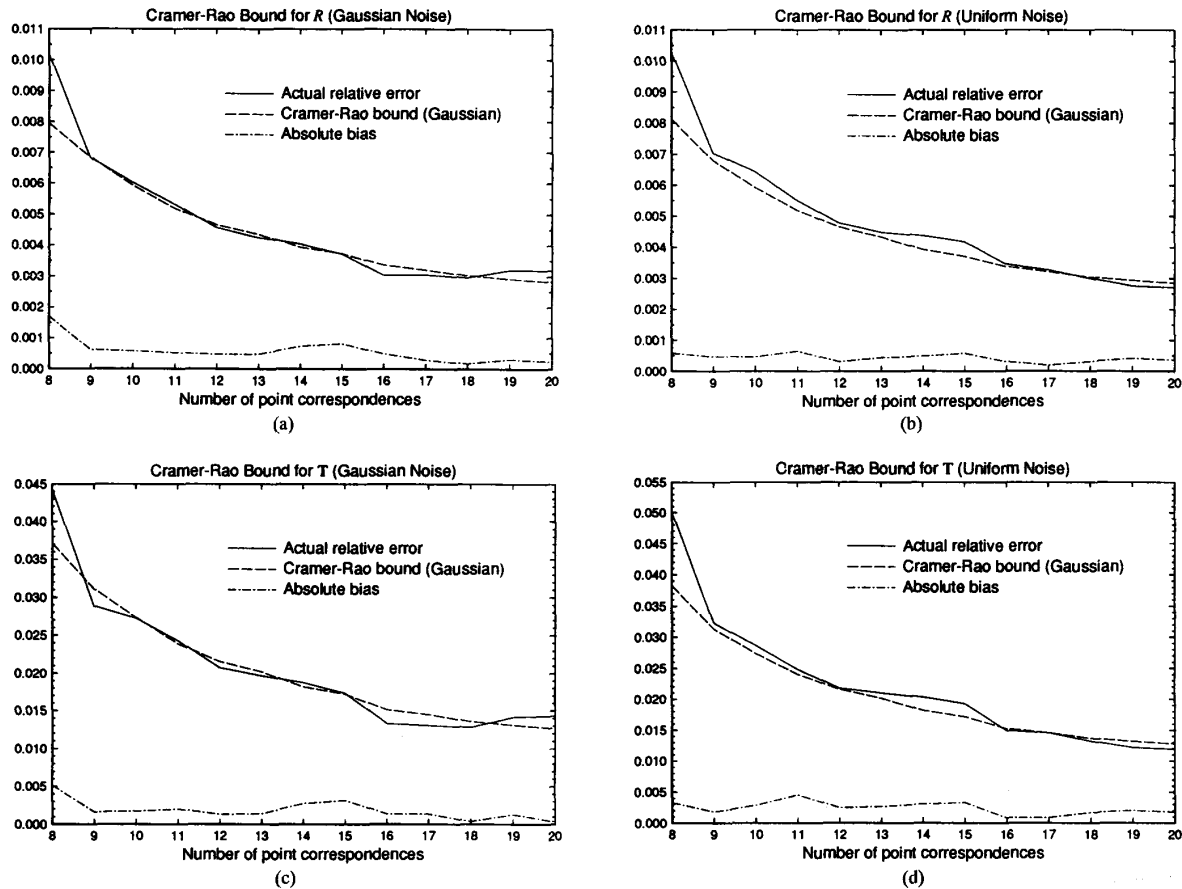 Cramer-Rao Bound for R (Gaussian Noise)
0.011
0.010
0.009
0.008
0.007
0.006
0.005
0.004
0.003
0.002
0.001
0.000
Actual relative error
Cramer-Rao bound (Gaussian)
Absolute bias
8 9 10 11 12 13 14 15 16 17 18 19 20
Number of point correspondences
(a)
Cramer-Rao Bound for R (Uniform Noise)
0.011
0.010
0.009
0.008
0.007
0.006
0.005
0.004
0.003
0.002
0.001
0.000
Actual relative error
Cramer-Rao bound (Gaussian)
Absolute bias
8 9 10 11 12 13 14 15 16 17 18 19 20
Number of point correspondences
(b)
Cramer-Rao Bound for T (Gaussian Noise)
0.045
0.040
0.035
0.030
0.025
0.020
0.015
0.010
0.005
0.000
Actual relative error
Cramer-Rao bound (Gaussian)
Absolute bias
8 9 10 11 12 13 14 15 16 17 18 19 20
Number of point correspondences
(c)
Cramer-Rao Bound for T (Uniform Noise)
0.055
0.050
0.045
0.040
0.035
0.030
0.025
0.020
0.015
0.010
0.005
0.000
Actual relative error
Cramer-Rao bound (Gaussian)
Absolute bias
8 9 10 11 12 13 14 15 16 17 18 19 20
Number of point correspondences
(d)